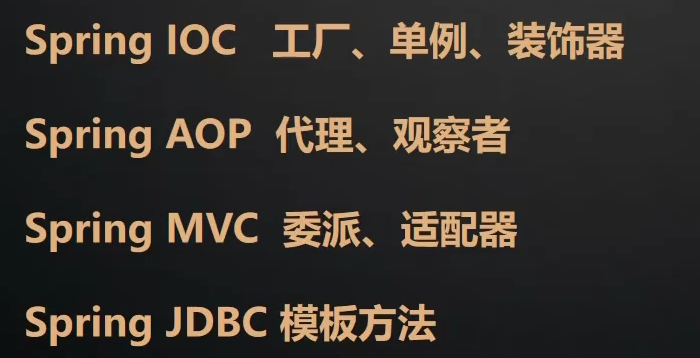 Spring IOC 工厂、单例、装饰器
Spring AOP 代理、观察者
Spring MVC 委派、适配器
Spring JDBC 模板方法